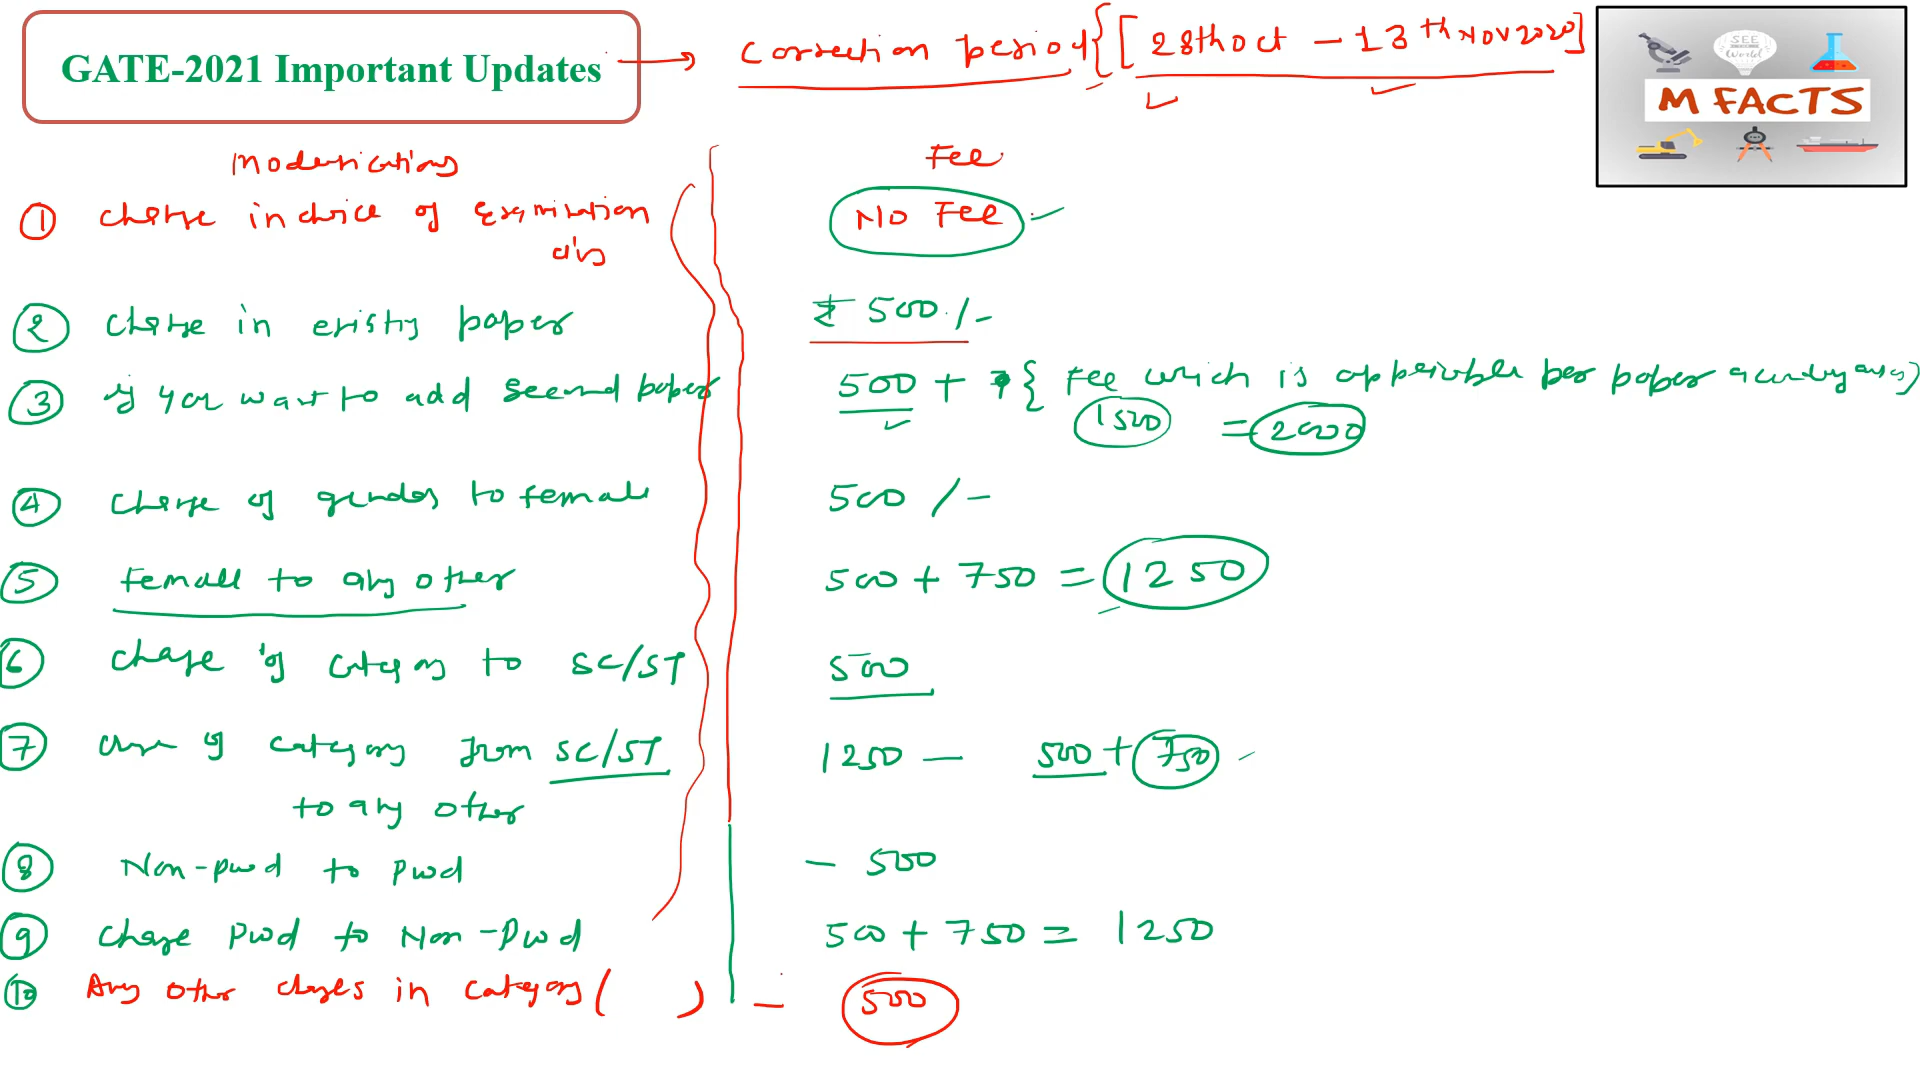 GATE-2021 Important Updates → Correction period {[28th Oct - 13th Nov 2020]
SEE
the
World
M FACTS
Modifications Fee
① Change in choice of Examination NO FEE
② Change in existing paper ₹ 500/-
③ if you want to add second paper 500 + { Fee which is per paper
1500 = 2000
④ Change of gender to female 500/-
⑤ Female to any other 500 + 750 = 1250
⑥ Change of category to SC/ST 500
⑦ Change of category from SC/ST 1250 - 500 + 750
to any other
⑧ Non-pwd to pwd - 500
⑨ Change Pwd to Non-Pwd 500 + 750 = 1250
⑩ Any other changes in category ( ) - 500